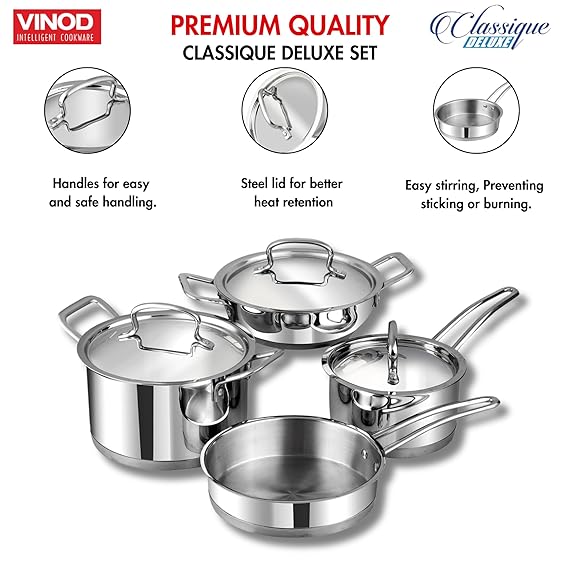 VINOD
INTELLIGENT COOKWARE
PREMIUM QUALITY
CLASSIQUE DELUXE SET
Classique
DELUXE
Handles for easy
and safe handling.
Steel lid for better
heat retention
Easy stirring, Preventing
sticking or burning.